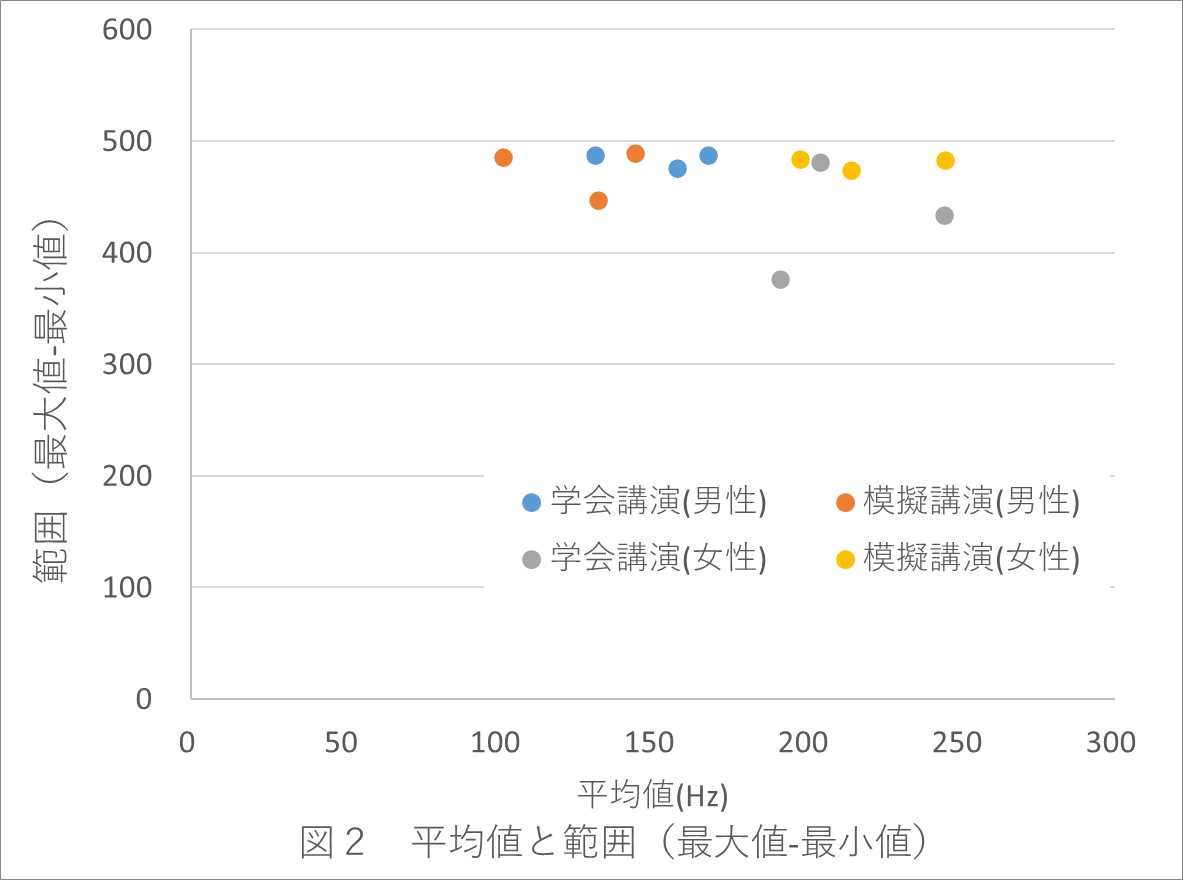 600
500
400
300
200
100
0
範囲（最大値-最小値）
学会講演(男性)
模擬講演(男性)
学会講演(女性)
模擬講演(女性)
0 50 100 150 200 250 300
平均値(Hz)
図２　平均値と範囲（最大値-最小値）